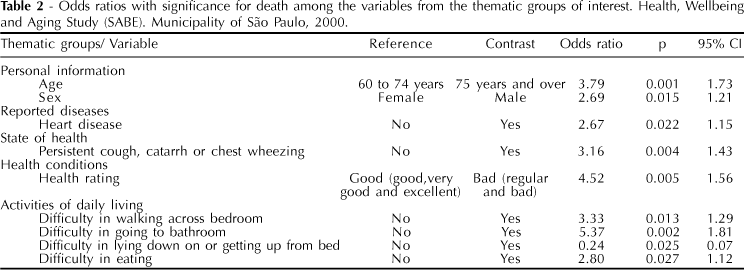 Table 2 - Odds ratios with significance for death among the variables from the thematic groups of interest. Health, Wellbeing
and Aging Study (SABE). Municipality of São Paulo, 2000.
Thematic groups/ Variable Reference Contrast Odds ratio p 95% CI
Personal information
Age 60 to 74 years 75 years and over 3.79 0.001 1.73
Sex Female Male 2.69 0.015 1.21
Reported diseases
Heart disease No Yes 2.67 0.022 1.15
State of health
Persistent cough, catarrh or chest wheezing No Yes 3.16 0.004 1.43
Health conditions
Health rating Good (good,very Bad (regular 4.52 0.005 1.56
good and excellent) and bad)
Activities of daily living
Difficulty in walking across bedroom No Yes 3.33 0.013 1.29
Difficulty in going to bathroom No Yes 5.37 0.002 1.81
Difficulty in lying down on or getting up from bed No Yes 0.24 0.025 0.07
Difficulty in eating No Yes 2.80 0.027 1.12